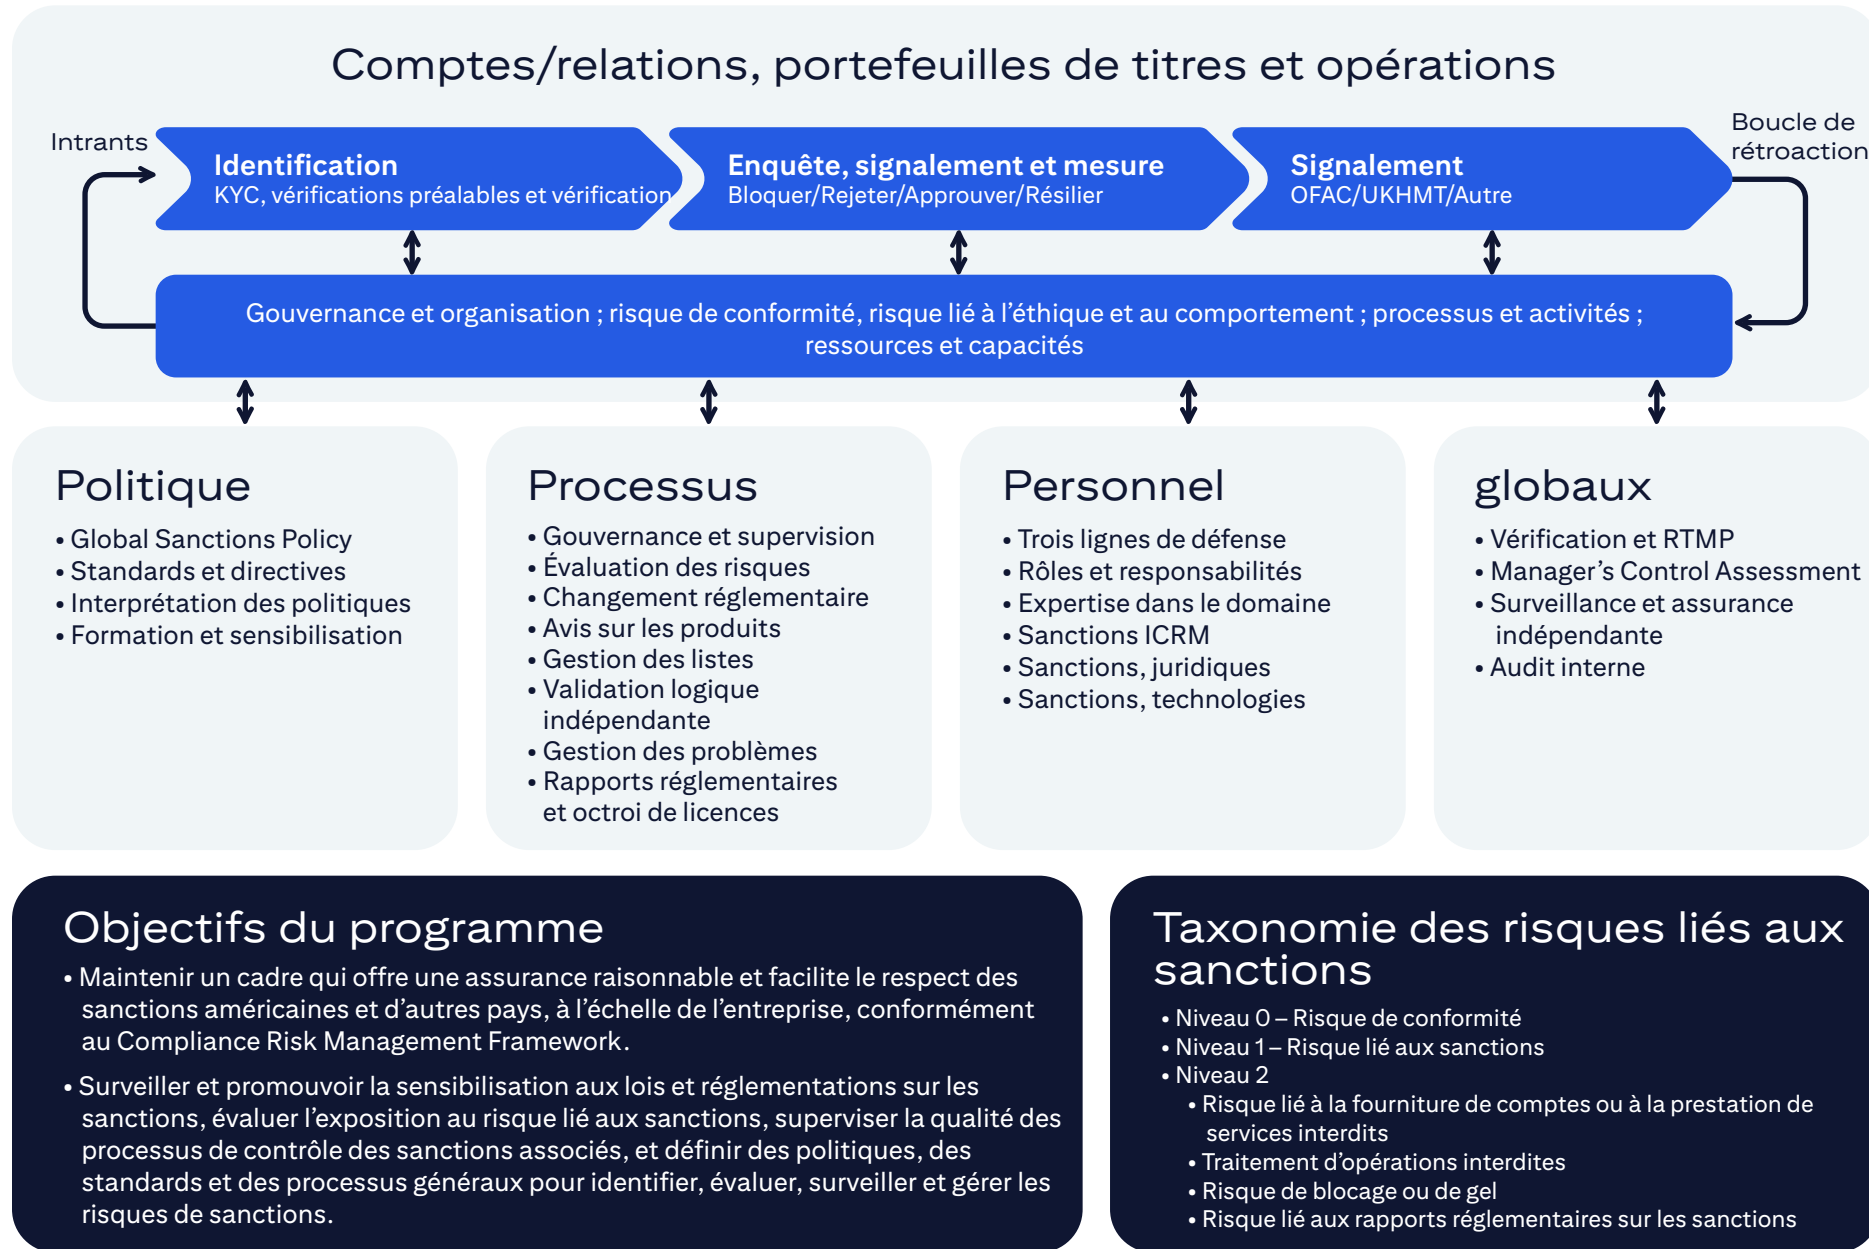 Comptes/relations, portefeuilles de titres et opérations
Intrants
Boucle de
rétroaction
Identification
KYC, vérifications préalables et vérification
Enquête, signalement et mesure
Bloquer/Rejeter/Approuver/Résilier
Signalement
OFAC/UKHMT/Autre
Gouvernance et organisation ; risque de conformité, risque lié à l’éthique et au comportement ; processus et activités ;
ressources et capacités
Politique
• Global Sanctions Policy
• Standards et directives
• Interprétation des politiques
• Formation et sensibilisation
Processus
• Gouvernance et supervision
• Évaluation des risques
• Changement réglementaire
• Avis sur les produits
• Gestion des listes
• Validation logique
indépendante
• Gestion des problèmes
• Rapports réglementaires
et octroi de licences
Personnel
• Trois lignes de défense
• Rôles et responsabilités
• Expertise dans le domaine
• Sanctions ICRM
• Sanctions, juridiques
• Sanctions, technologies
globaux
• Vérification et RTMP
• Manager’s Control Assessment
• Surveillance et assurance
indépendante
• Audit interne
Objectifs du programme
• Maintenir un cadre qui offre une assurance raisonnable et facilite le respect des
sanctions américaines et d’autres pays, à l’échelle de l’entreprise, conformément
au Compliance Risk Management Framework.
• Surveiller et promouvoir la sensibilisation aux lois et réglementations sur les
sanctions, évaluer l’exposition au risque lié aux sanctions, superviser la qualité des
processus de contrôle des sanctions associés, et définir des politiques, des
standards et des processus généraux pour identifier, évaluer, surveiller et gérer les
risques de sanctions.
Taxonomie des risques liés aux
sanctions
• Niveau 0 – Risque de conformité
• Niveau 1 – Risque lié aux sanctions
• Niveau 2
• Risque lié à la fourniture de comptes ou à la prestation de
services interdits
• Traitement d’opérations interdites
• Risque de blocage ou de gel
• Risque lié aux rapports réglementaires sur les sanctions